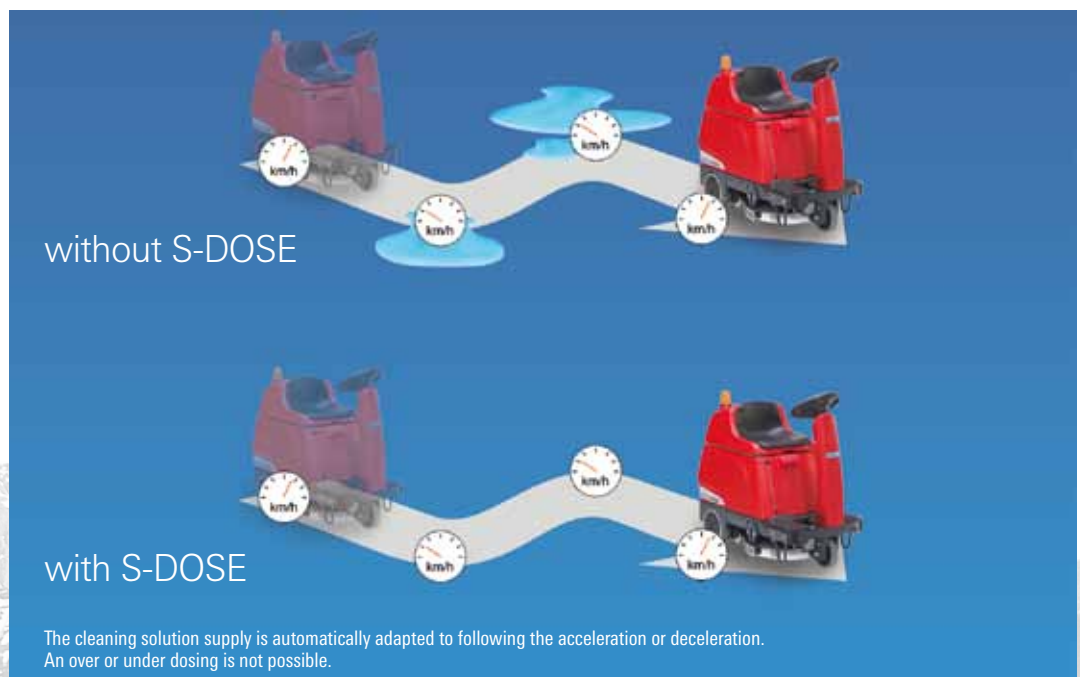 km/h
km/h
km/h
km/h
without S-DOSE
km/h
km/h
km/h
km/h
with S-DOSE
The cleaning solution supply is automatically adapted to following the acceleration or deceleration.
An over or under dosing is not possible.